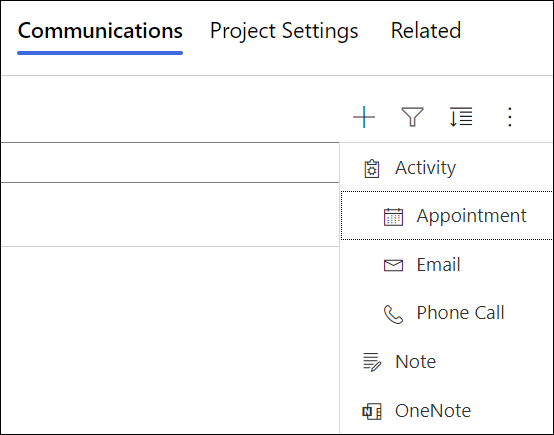 Communications Project Settings Related
Activity
Appointment
Email
Phone Call
Note
OneNote